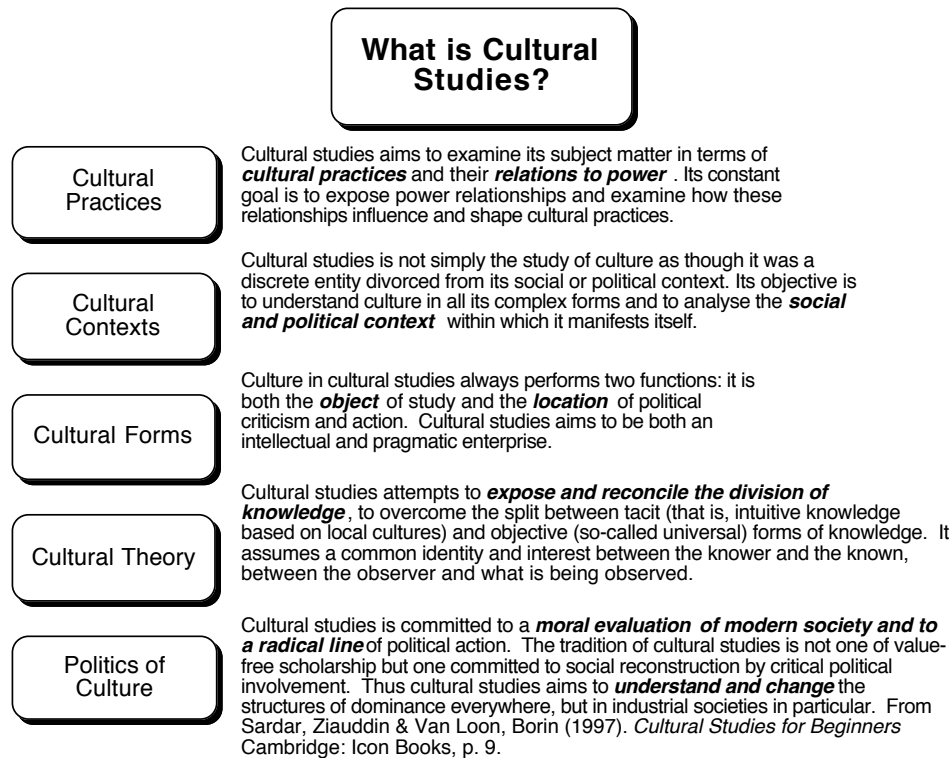 What is Cultural
Studies?
Cultural
Practices
Cultural studies aims to examine its subject matter in terms of
cultural practices and their relations to power . Its constant
goal is to expose power relationships and examine how these
relationships influence and shape cultural practices.
Cultural
Contexts
Cultural studies is not simply the study of culture as though it was a
discrete entity divorced from its social or political context. Its objective is
to understand culture in all its complex forms and to analyse the social
and political context within which it manifests itself.
Cultural Forms
Culture in cultural studies always performs two functions: it is
both the object of study and the location of political
criticism and action. Cultural studies aims to be both an
intellectual and pragmatic enterprise.
Cultural Theory
Cultural studies attempts to expose and reconcile the division of
knowledge, to overcome the split between tacit (that is, intuitive knowledge
based on local cultures) and objective (so-called universal) forms of knowledge. It
assumes a common identity and interest between the knower and the known,
between the observer and what is being observed.
Politics of
Culture
Cultural studies is committed to a moral evaluation of modern society and to
a radical line of political action. The tradition of cultural studies is not one of value-
free scholarship but one committed to social reconstruction by critical political
involvement. Thus cultural studies aims to understand and change the
structures of dominance everywhere, but in industrial societies in particular. From
Sardar, Ziauddin & Van Loon, Borin (1997). Cultural Studies for Beginners
Cambridge: Icon Books, p. 9.